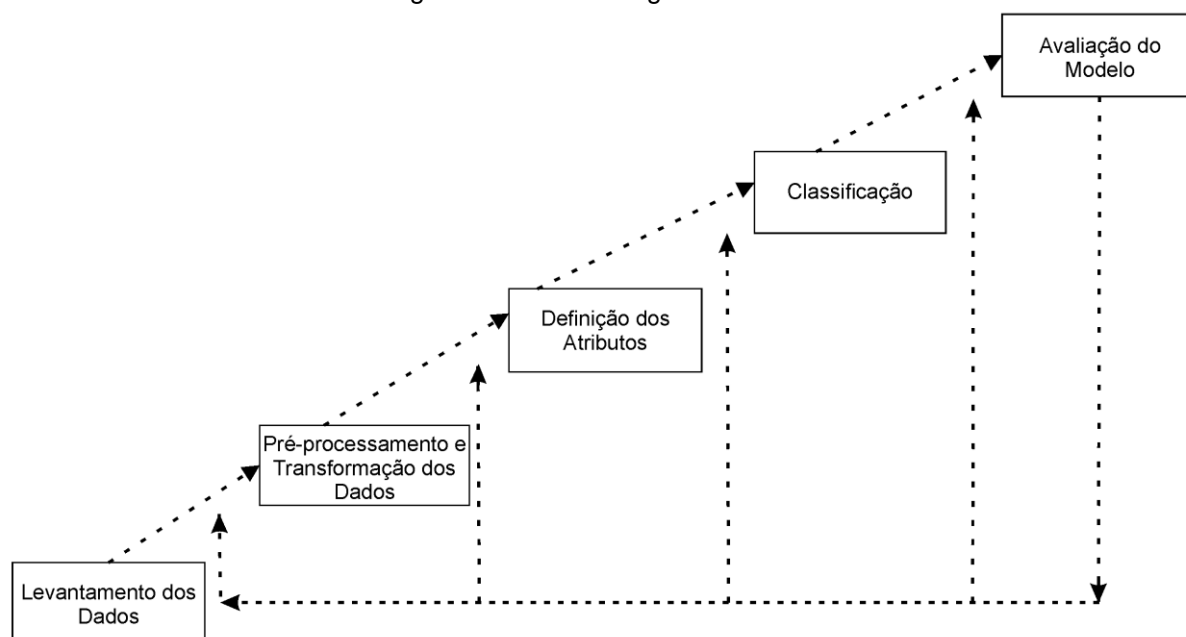 Avaliação do
Modelo
Classificação
Definição dos
Atributos
Pré-processamento e
Transformação dos
Dados
Levantamento dos
Dados